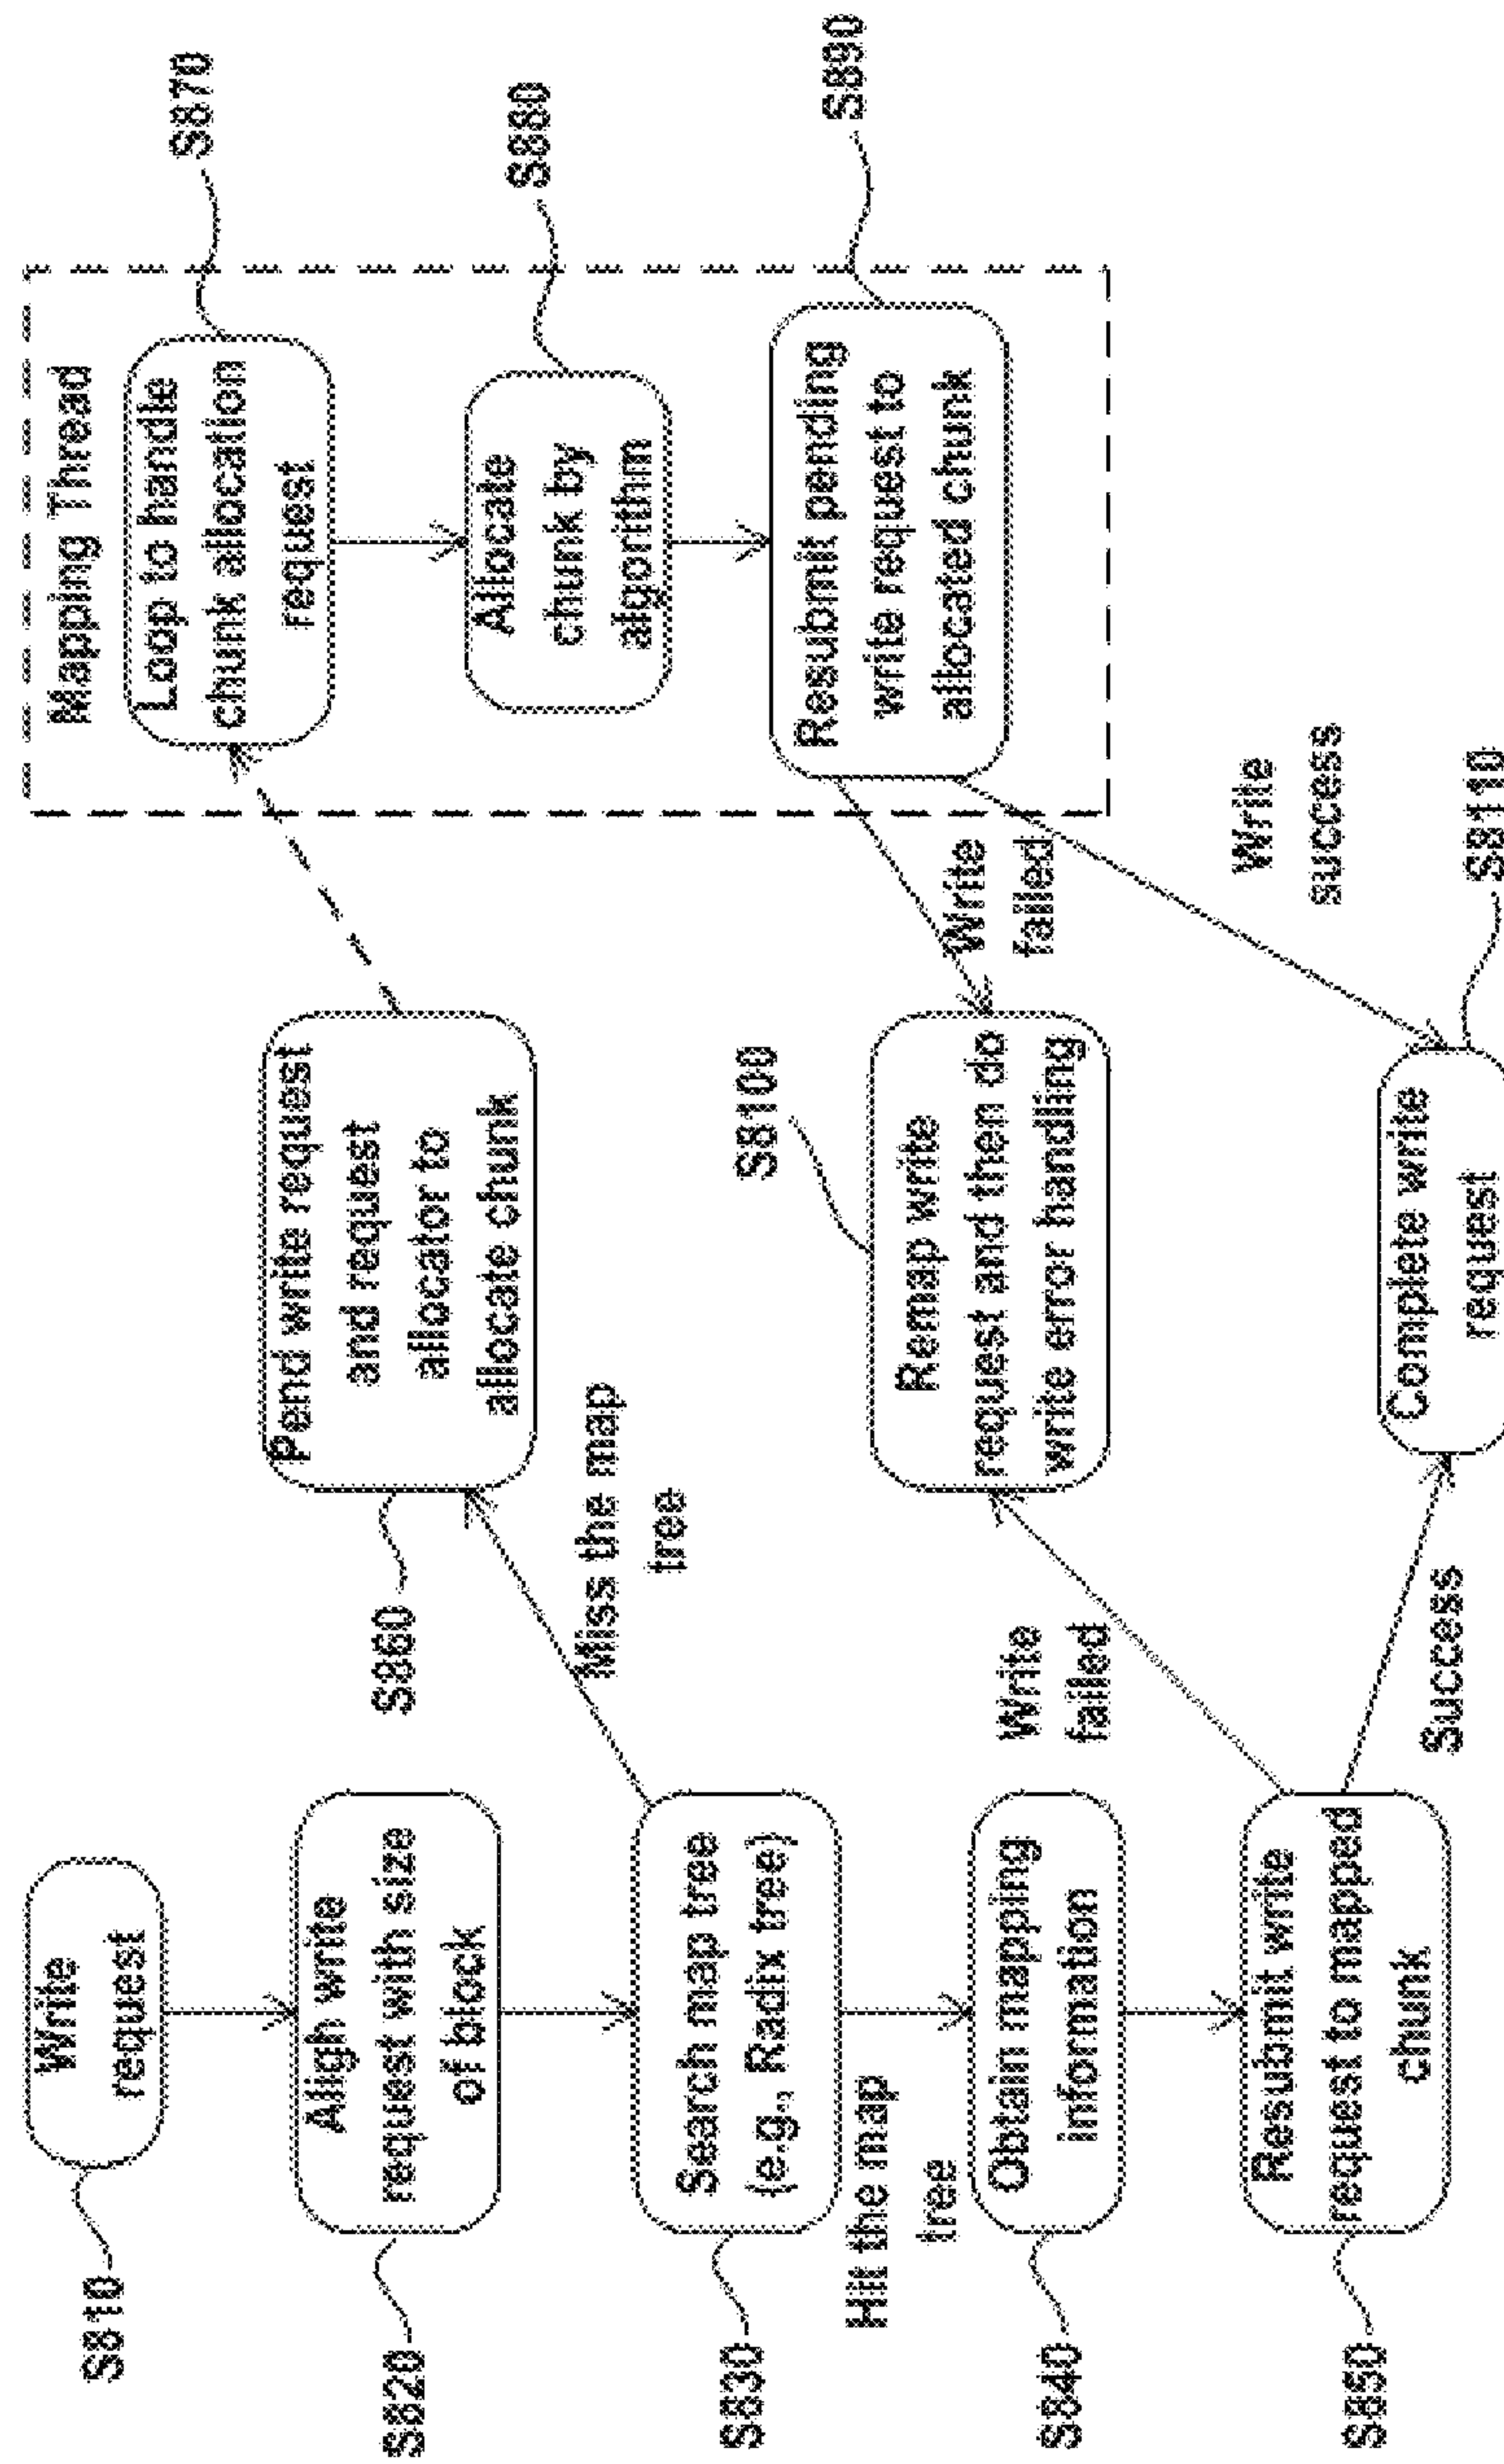 S810
Write
request
S820
Align write
request with size
of block
S830
Search map tree
(e.g., Radix tree)
Hit the map
tree
Miss the map
tree
S840
Obtain mapping
information
S850
Resubmit write
request to mapped
chunk
Write
failed
Success
S860
Pend write request
and request
allocator to
allocate chunk
S8100
Remap write
request and then do
write error handling
Complete write
request
S8110
Mapping Thread
Loop to handle
chunk allocation
request
S870
Allocate
chunk by
algorithm
S880
Resubmit pending
write request to
allocated chunk
S890
Write
failed
Write
success